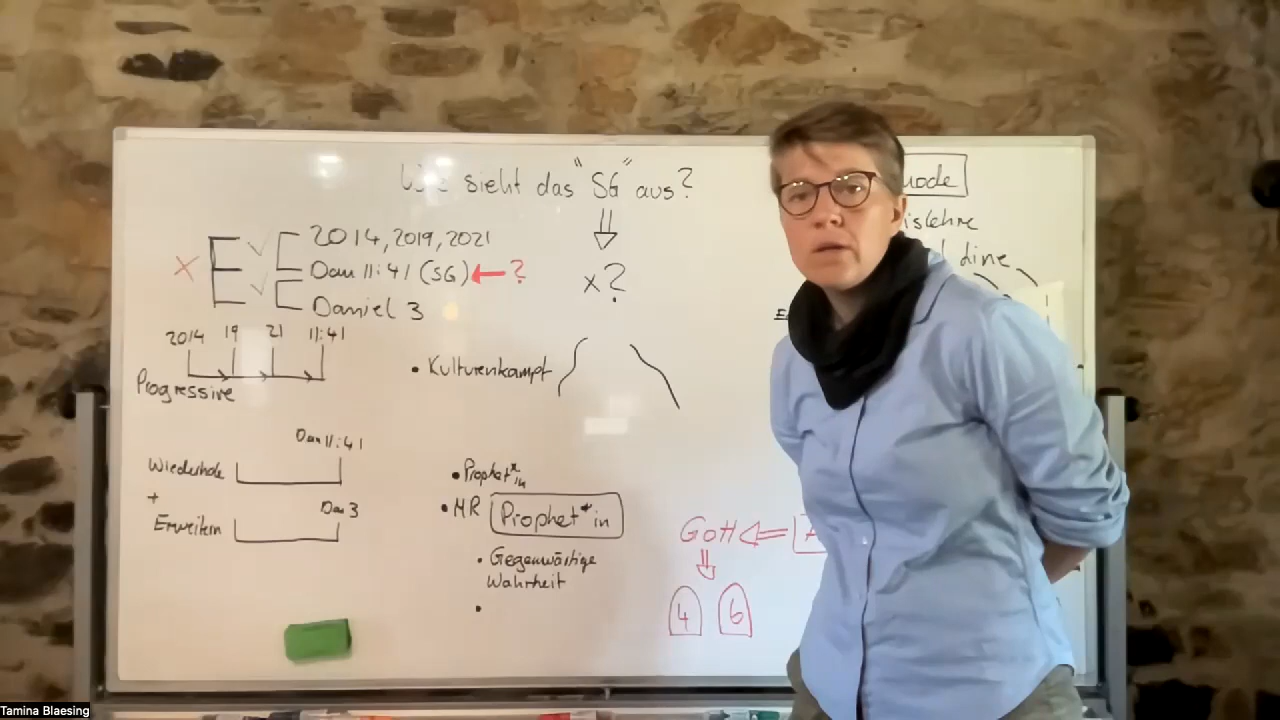 Wie sieht das "SG" aus?
⇓
x?
x E ✓ 2014, 2019, 2021
Dan 11:41 (SG) ← ?
✓ Daniel 3
2014 19 21 11:41
Progressive
• Kulturenkampf
Dan 11:41
Wiederhole
+
Dan 3
Erweitern
• Prophet*in
• MR Prophet*in
• Gegenwärtige
Wahrheit
•
islehre
Line
GOTT ⇐
⇓
4 6
Tamina Blaesing